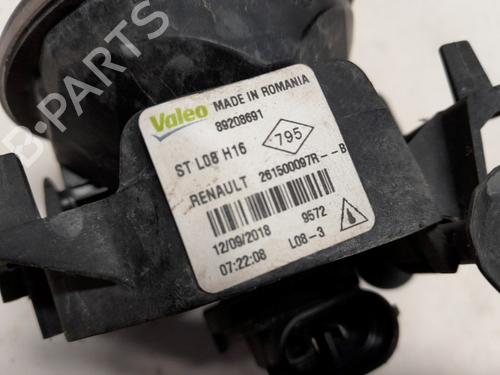 Valeo MADE IN ROMANIA
89208691
ST L08 H16 795
RENAULT 261500097R--B
12/09/2018 9572
07:22:08 L08-3